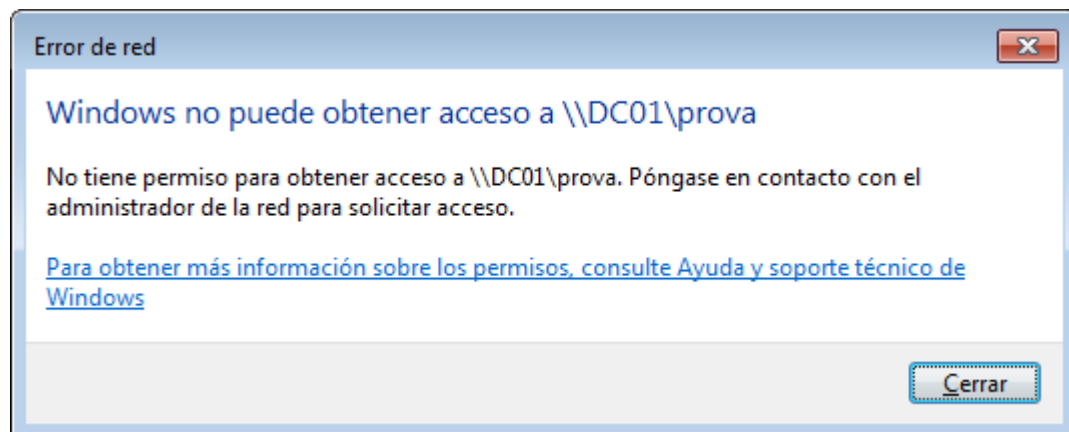 Error de red
Windows no puede obtener acceso a \\DC01\prova
No tiene permiso para obtener acceso a \\DC01\prova. Póngase en contacto con el
administrador de la red para solicitar acceso.
Para obtener más información sobre los permisos, consulte Ayuda y soporte técnico de
Windows
Cerrar